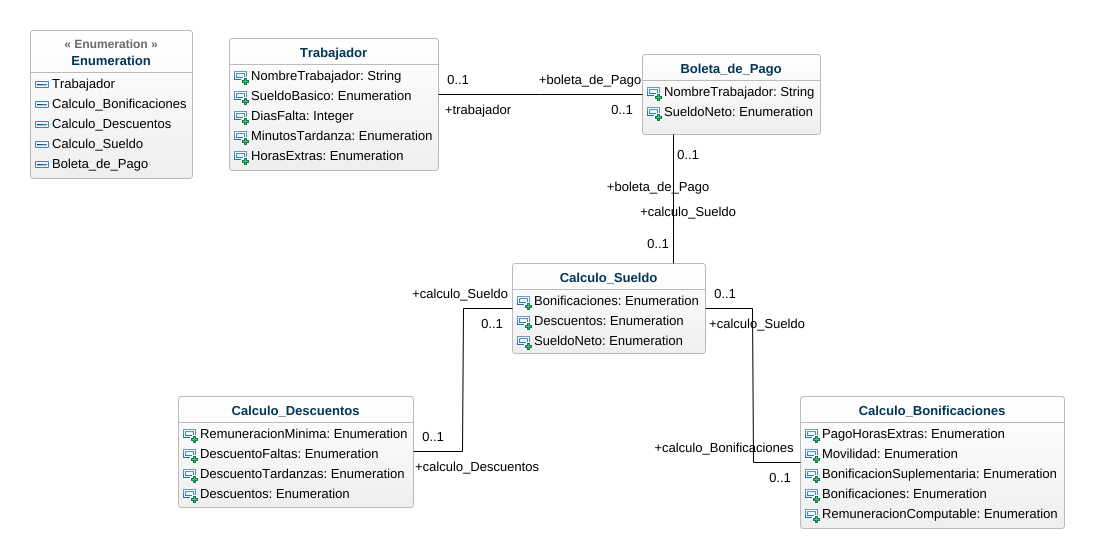 « Enumeration »
Enumeration
Trabajador
Calculo_Bonificaciones
Calculo_Descuentos
Calculo_Sueldo
Boleta_de_Pago
Trabajador
NombreTrabajador: String
SueldoBasico: Enumeration
DiasFalta: Integer
MinutosTardanza: Enumeration
HorasExtras: Enumeration
0..1
+trabajador
+boleta_de_Pago
0..1
Boleta_de_Pago
NombreTrabajador: String
SueldoNeto: Enumeration
0..1
+boleta_de_Pago
+calculo_Sueldo
0..1
Calculo_Sueldo
Bonificaciones: Enumeration
Descuentos: Enumeration
SueldoNeto: Enumeration
+calculo_Sueldo
0..1
0..1
+calculo_Sueldo
Calculo_Descuentos
RemuneracionMinima: Enumeration
DescuentoFaltas: Enumeration
DescuentoTardanzas: Enumeration
Descuentos: Enumeration
0..1
+calculo_Descuentos
+calculo_Bonificaciones
0..1
Calculo_Bonificaciones
PagoHorasExtras: Enumeration
Movilidad: Enumeration
BonificacionSuplementaria: Enumeration
Bonificaciones: Enumeration
RemuneracionComputable: Enumeration